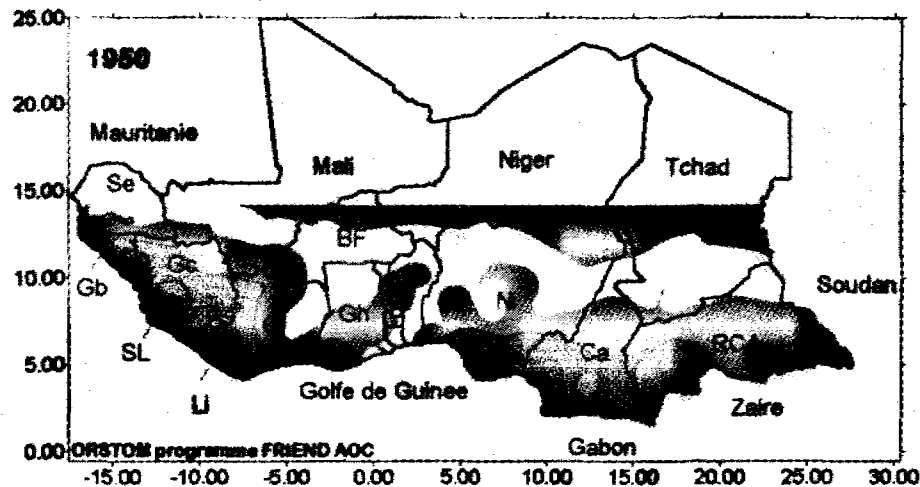 25.00
1950
20.00
Mauritanie
Mali
Niger
Tchad
Se
15.00
BF
10.00
Gb
Soudan
Gh
SL
Ca
5.00
Li
Golfe de Guinee
Zaire
Gabon
0.00
ORSTOM programme FRIEND AOC
-15.00 -10.00 -5.00 0.00 5.00 10.00 15.00 20.00 25.00 30.00